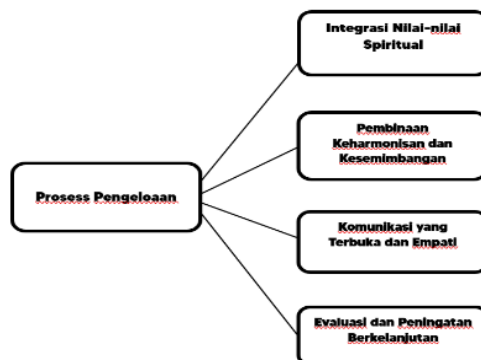 Integrasi Nilai-nilai
Spiritual
Pembinaan
Keharmonisan dan
Kesemimbangan
Prosess Pengeloaan
Komunikasi yang
Terbuka dan Empati
Evaluasi dan Peningatan
Berkelanjutan